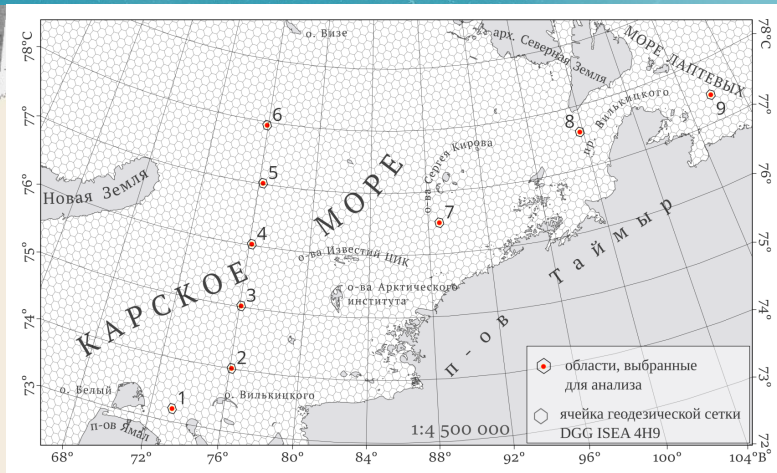 78°С
77°
76°
75°
74°
73°
78°С
77°
76°
75°
74°
73°
72°
68°
72°
76°
80°
84°
88°
92°
96°
100°
104°В
о. Визе
арх. Северная Земля
МОРЕ ЛАПТЕВЫХ
пр. Вилькицкого
о-ва Сергея Кирова
Новая Земля
КАРСКОЕ МОРЕ
о-ва Известий ЦИК
о-ва Арктического
института
п-ов Таймыр
о. Белый
о. Вилькицкого
п-ов Ямал
1
2
3
4
5
6
7
8
9
1:4 500 000
области, выбранные
для анализа
ячейка геодезической сетки
DGG ISEA 4H9